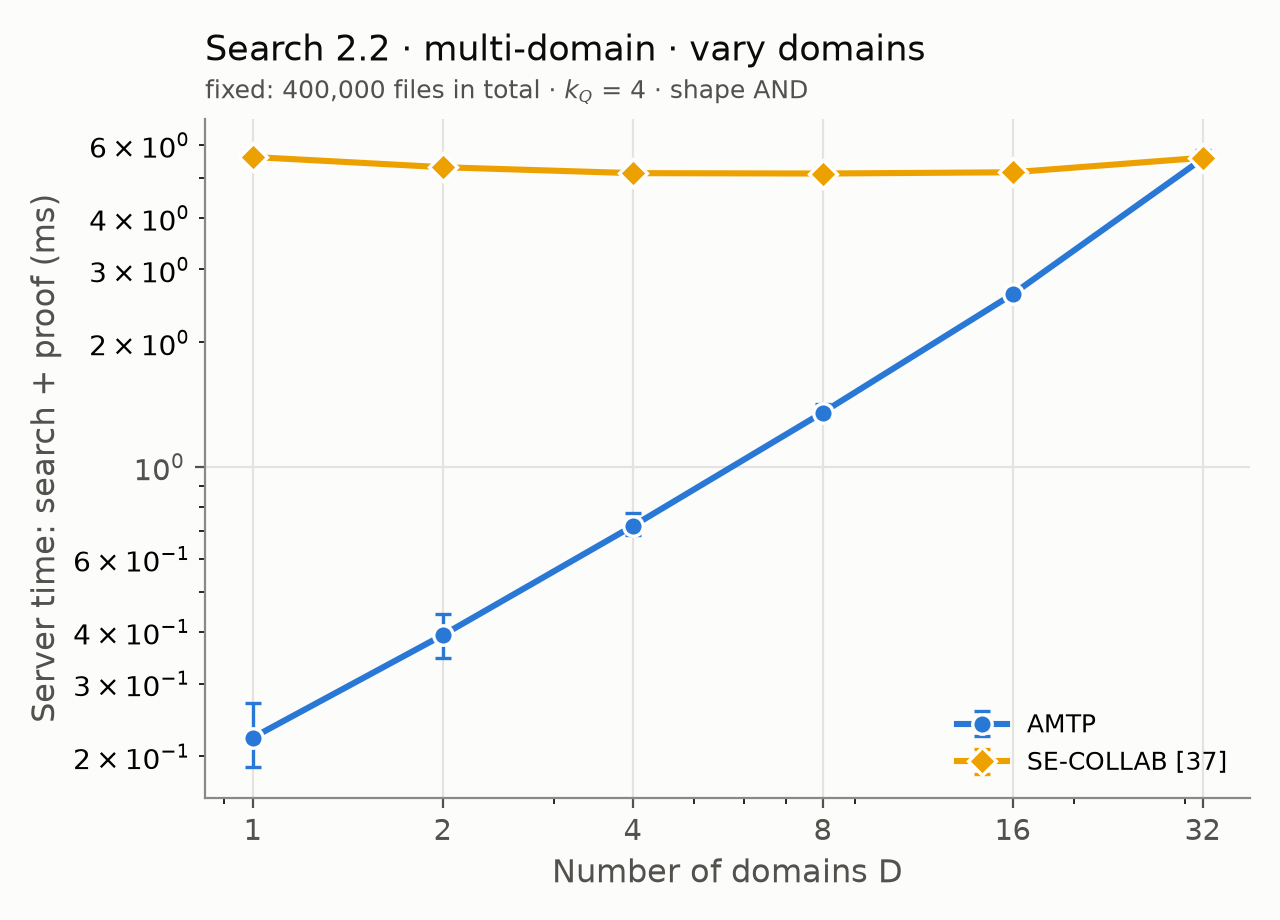 Search 2.2 · multi-domain · vary domains
fixed: 400,000 files in total · k_Q = 4 · shape AND
Server time: search + proof (ms)
6 × 10⁰
4 × 10⁰
3 × 10⁰
2 × 10⁰
10⁰
6 × 10⁻¹
4 × 10⁻¹
3 × 10⁻¹
2 × 10⁻¹
AMTP
SE-COLLAB [37]
1 2 4 8 16 32
Number of domains D